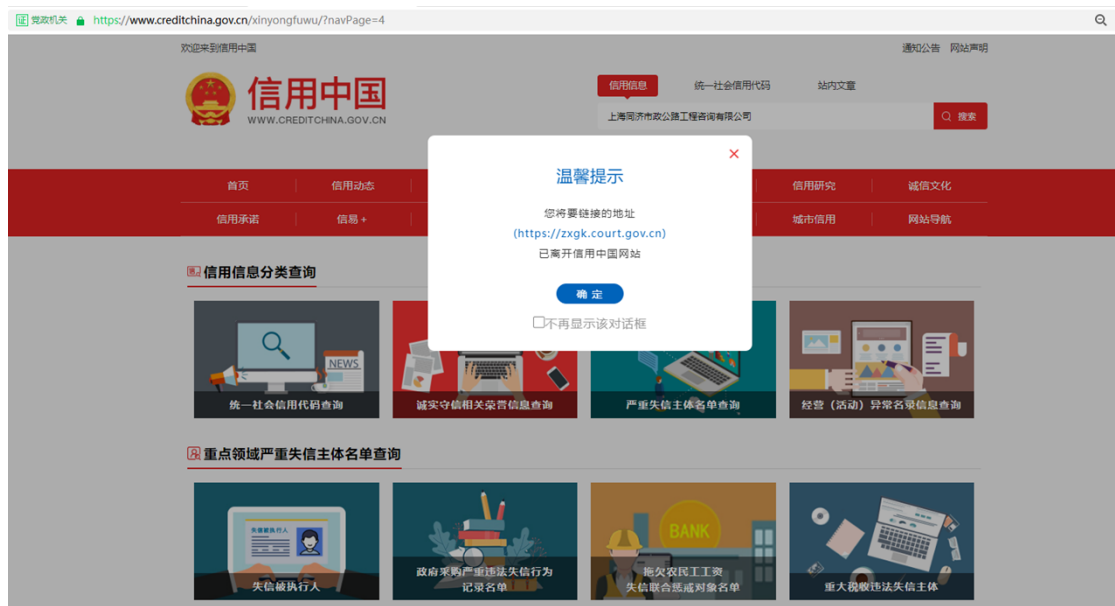 证 党政机关 https://www.creditchina.gov.cn/xinyongfuwu/?navPage=4
欢迎来到信用中国
通知公告 网站声明
信用中国
WWW.CREDITCHINA.GOV.CN
信用信息 统一社会信用代码 站内文章
上海同济市政公路工程咨询有限公司
搜索
首页 信用动态 信用研究 诚信文化
信用承诺 信易+ 城市信用 网站导航
温馨提示
您将要链接的地址
(https://zxgk.court.gov.cn)
已离开信用中国网站
确定
不再显示该对话框
信用信息分类查询
NEWS
统一社会信用代码查询
诚实守信相关荣誉信息查询
严重失信主体名单查询
经营（活动）异常名录信息查询
重点领域严重失信主体名单查询
失信被执行人
失信被执行人
政府采购严重违法失信行为
记录名单
BANK
拖欠农民工工资
失信联合惩戒对象名单
重大税收违法失信主体